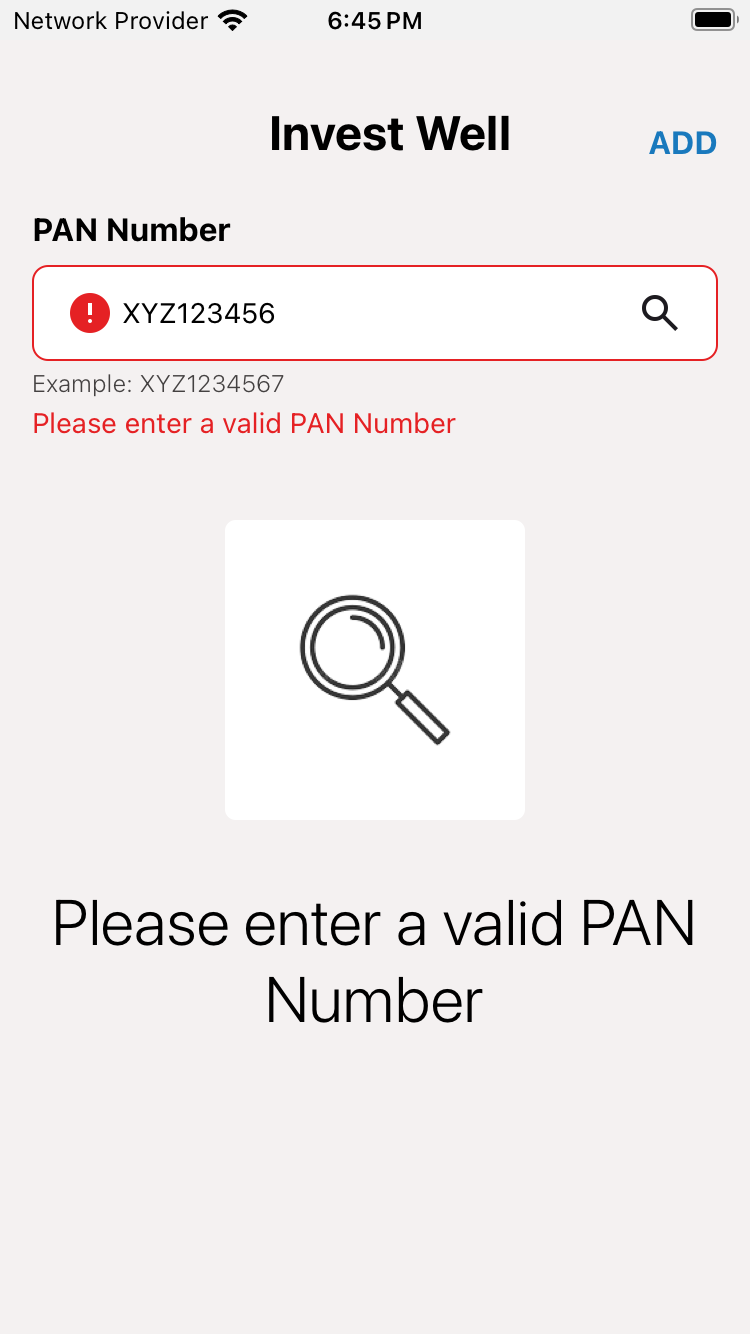 Network Provider 6:45 PM
Invest Well
ADD
PAN Number
XYZ123456
Example: XYZ1234567
Please enter a valid PAN Number
Please enter a valid PAN
Number